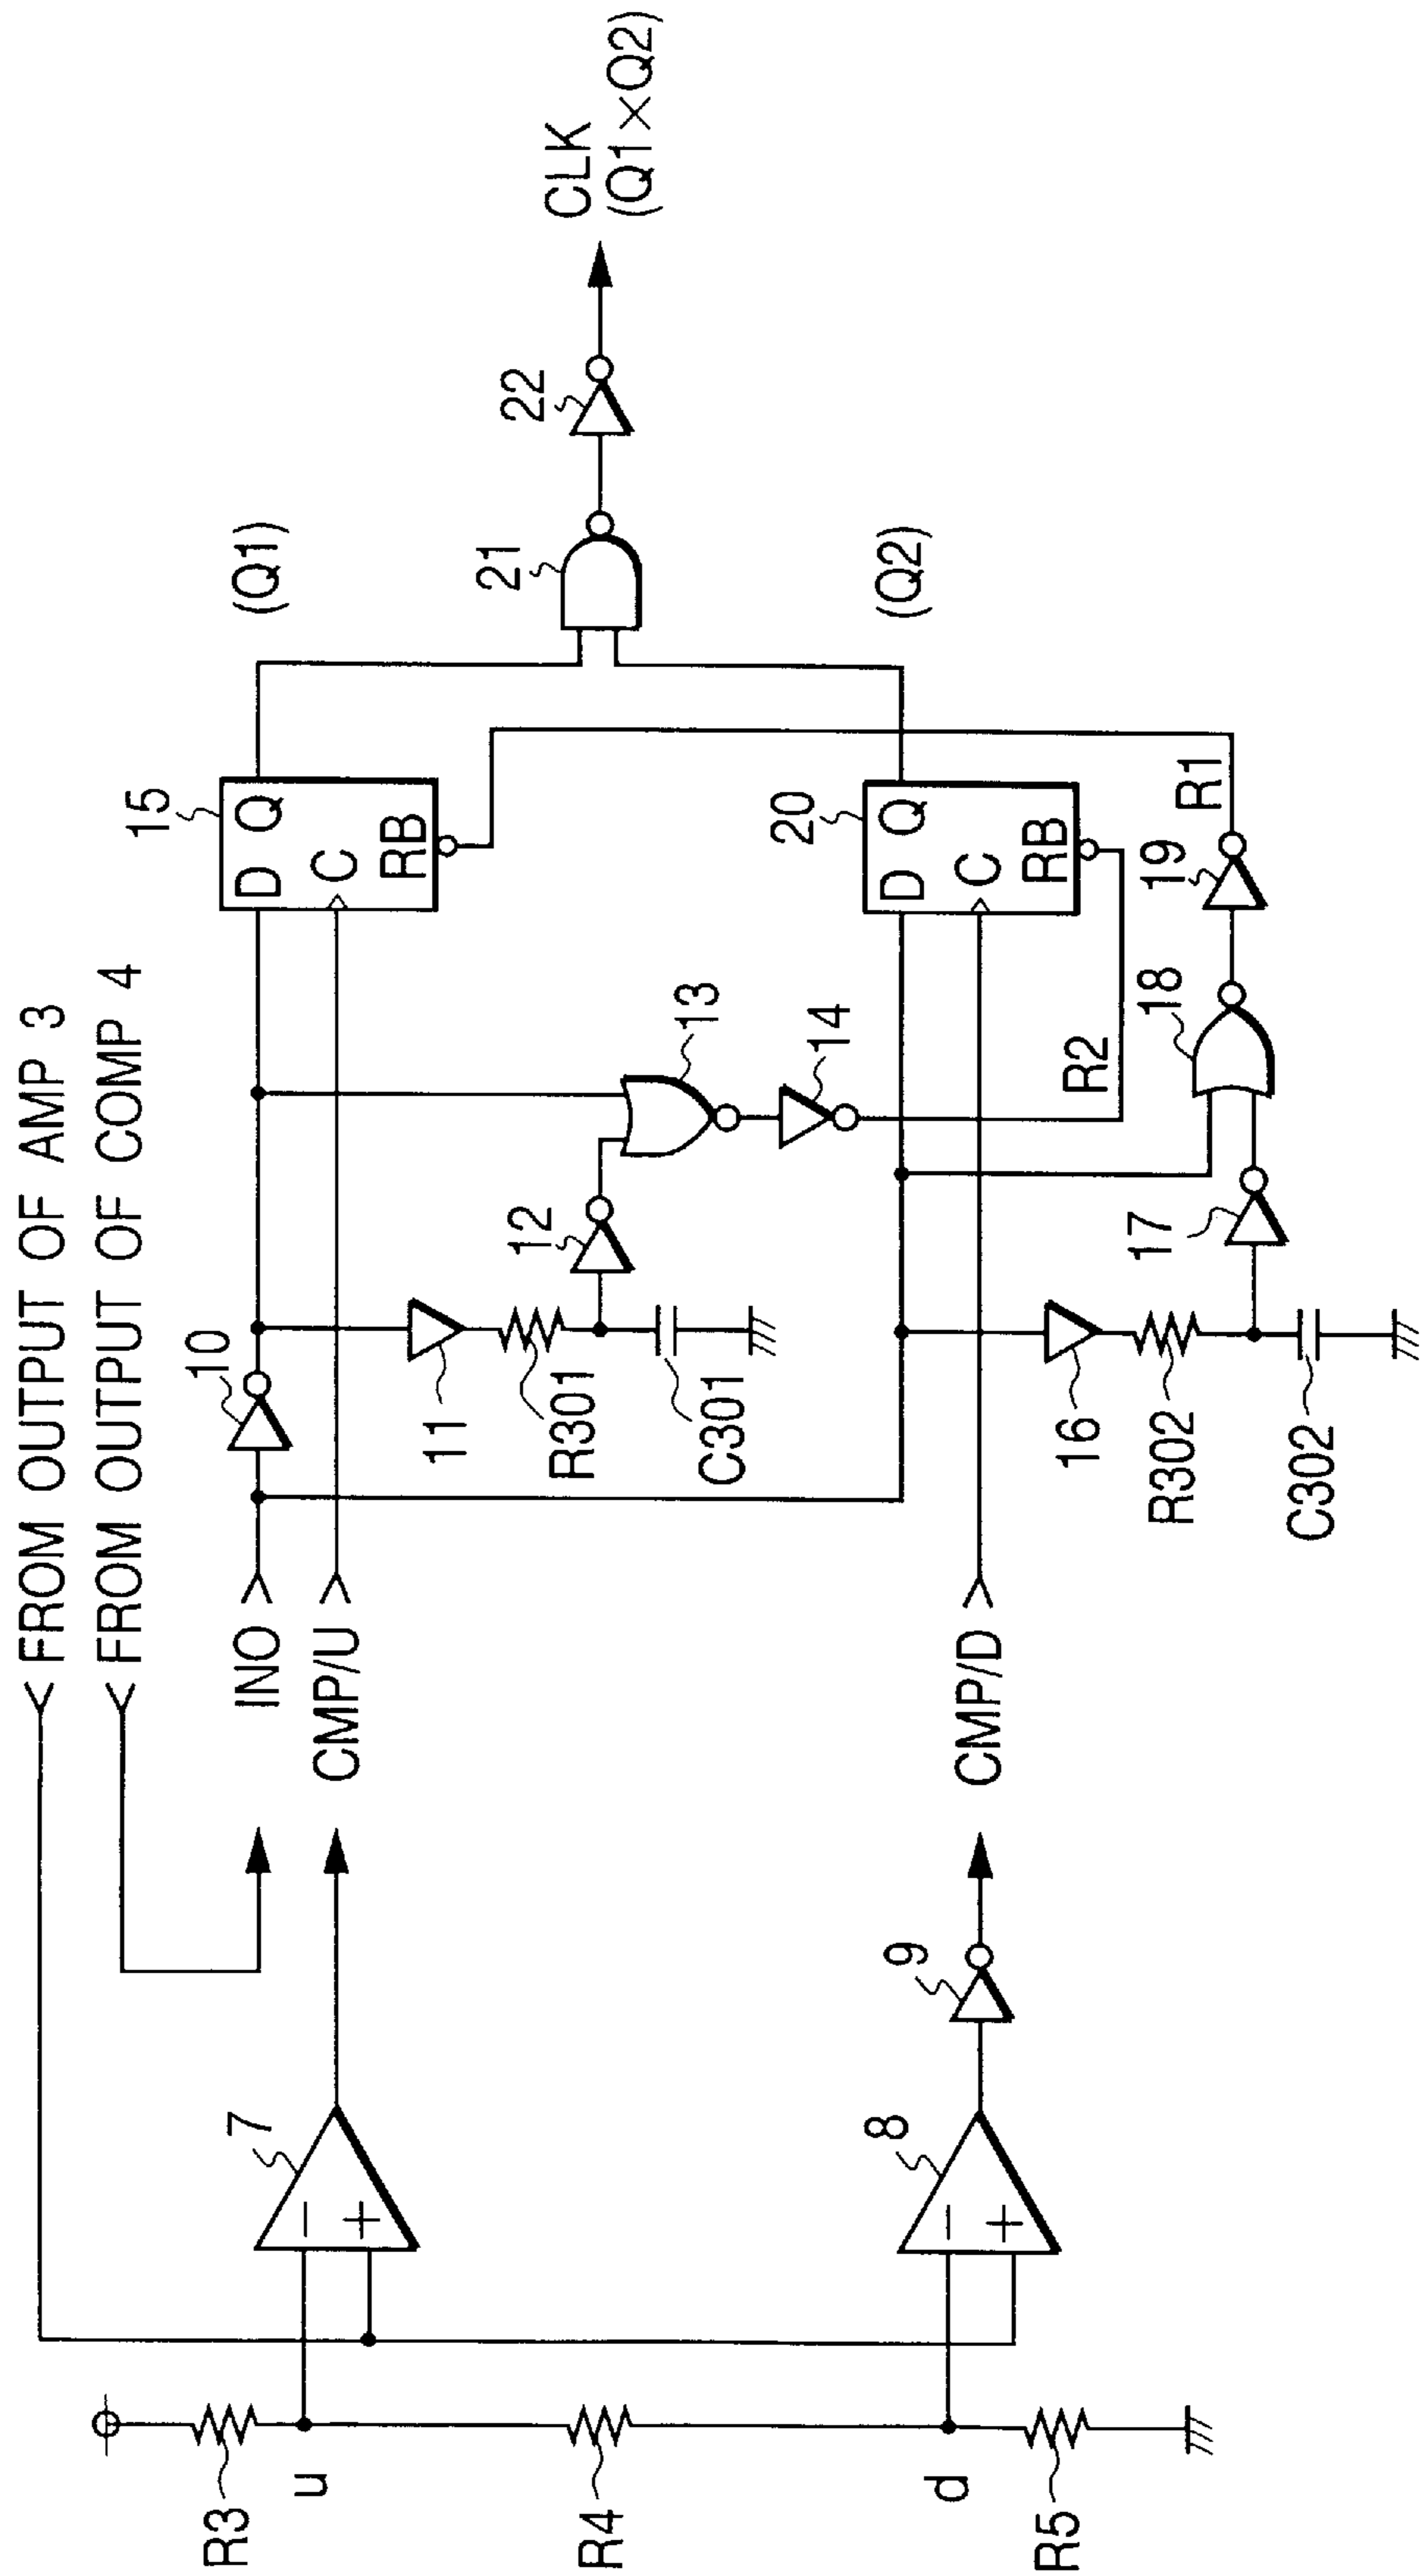 < FROM OUTPUT OF AMP 3
< FROM OUTPUT OF COMP 4
R3
u
R4
d
R5
7
8
9
INO >
CMP/U >
CMP/D >
10
11
R301
C301
12
13
14
R2
16
R302
C302
17
18
19
R1
15
D Q
C
RB
20
D Q
C
RB
(Q1)
(Q2)
21
22
CLK
(Q1×Q2)